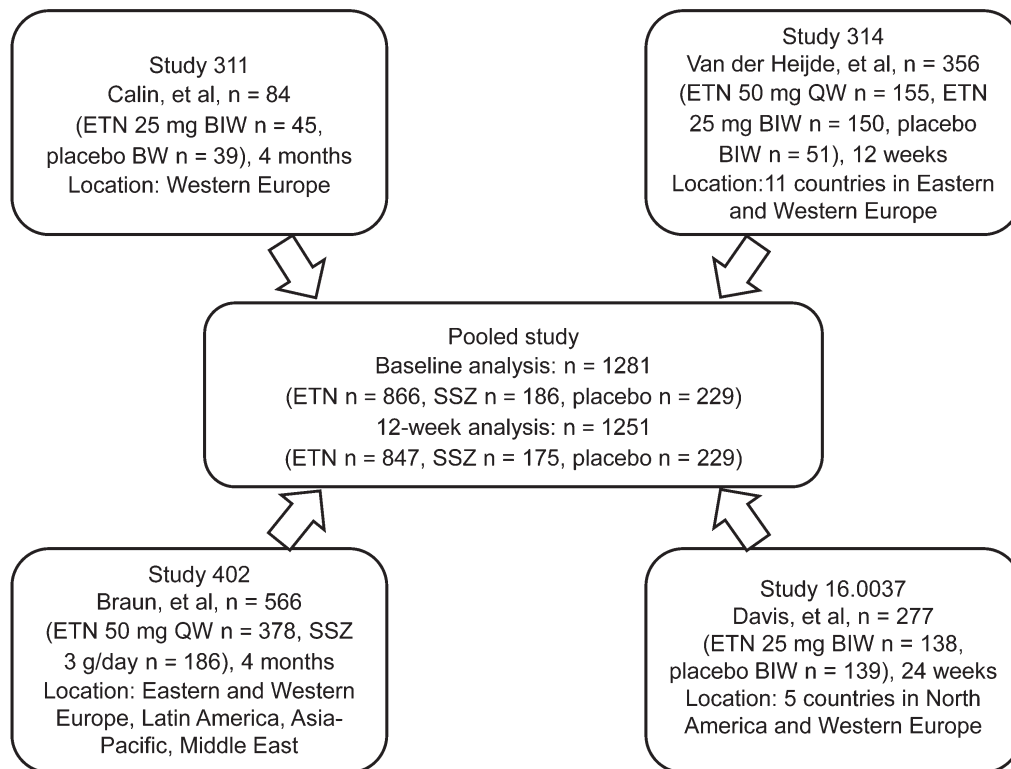 Study 311
Calin, et al, n = 84
(ETN 25 mg BIW n = 45,
placebo BW n = 39), 4 months
Location: Western Europe
Study 314
Van der Heijde, et al, n = 356
(ETN 50 mg QW n = 155, ETN
25 mg BIW n = 150, placebo
BIW n = 51), 12 weeks
Location:11 countries in Eastern
and Western Europe
Pooled study
Baseline analysis: n = 1281
(ETN n = 866, SSZ n = 186, placebo n = 229)
12-week analysis: n = 1251
(ETN n = 847, SSZ n = 175, placebo n = 229)
Study 402
Braun, et al, n = 566
(ETN 50 mg QW n = 378, SSZ
3 g/day n = 186), 4 months
Location: Eastern and Western
Europe, Latin America, Asia-
Pacific, Middle East
Study 16.0037
Davis, et al, n = 277
(ETN 25 mg BIW n = 138,
placebo BIW n = 139), 24 weeks
Location: 5 countries in North
America and Western Europe